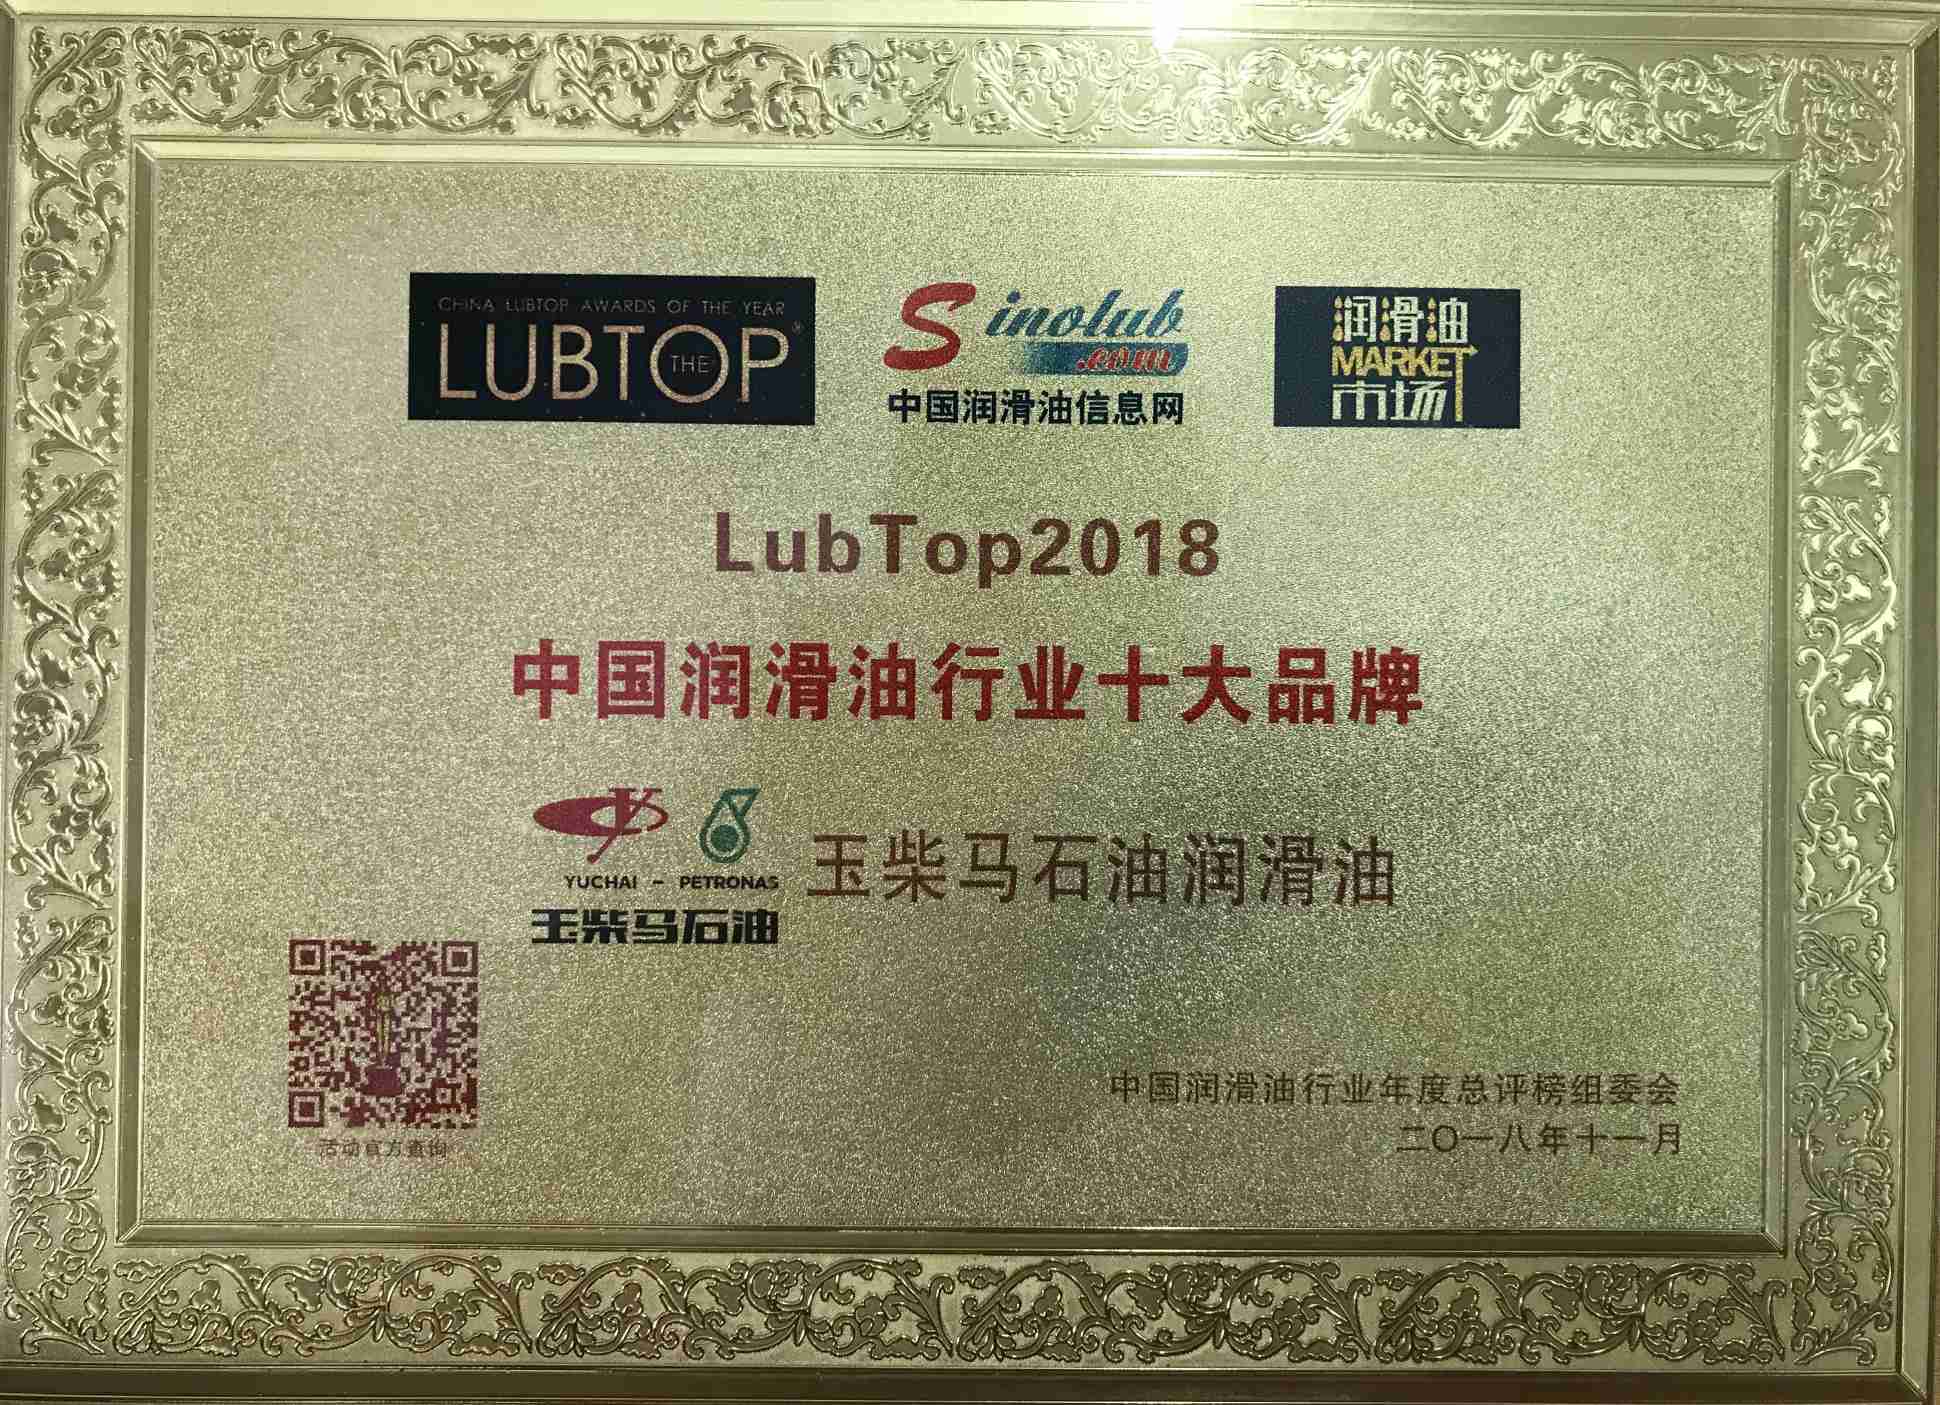 CHINA LUBTOP AWARDS OF THE YEAR
LUBTOP®
THE
Sinolub
.com
中国润滑油信息网
润滑油
MARKET
市场
LubTop2018
中国润滑油行业十大品牌
YUCHAI - PETRONAS
玉柴马石油
玉柴马石油润滑油
活动官方查询
中国润滑油行业年度总评榜组委会
二〇一八年十一月